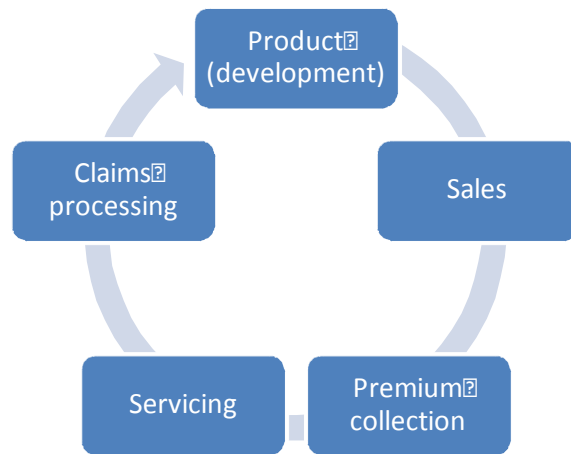 Product
(development)
Sales
Premium
collection
Servicing
Claims
processing